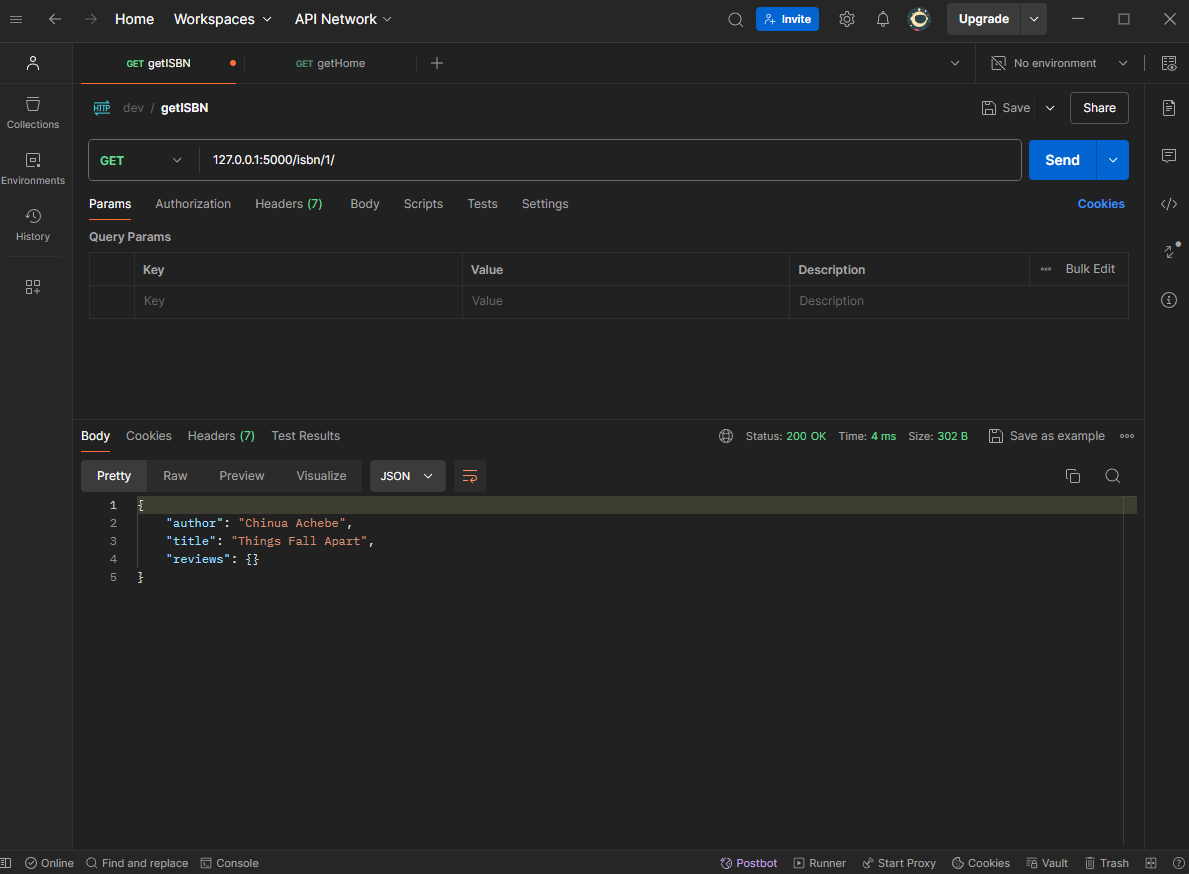 Home Workspaces API Network Invite Upgrade
GET getISBN GET getHome No environment
HTTP dev / getISBN Save Share
Collections
GET 127.0.0.1:5000/isbn/1/ Send
Environments
Params Authorization Headers (7) Body Scripts Tests Settings Cookies
History
Query Params
Key Value Description Bulk Edit
Key Value Description
Body Cookies Headers (7) Test Results Status: 200 OK Time: 4 ms Size: 302 B Save as example
Pretty Raw Preview Visualize JSON
1 {
2 "author": "Chinua Achebe",
3 "title": "Things Fall Apart",
4 "reviews": {}
5 }
Online Find and replace Console Postbot Runner Start Proxy Cookies Vault Trash